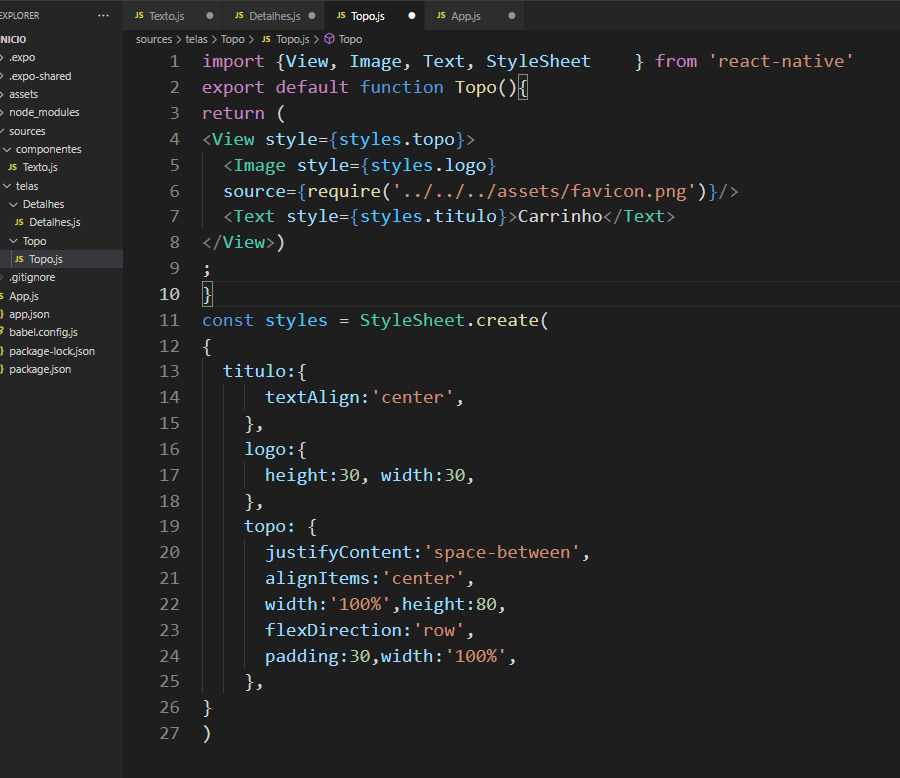 EXPLORER ...
JS Texto.js ● JS Detalhes.js ● JS Topo.js ● JS App.js ●
sources > telas > Topo > JS Topo.js > Topo
NICIO
> .expo
> .expo-shared
> assets
> node_modules
sources
componentes
JS Texto.js
telas
Detalhes
JS Detalhes.js
Topo
JS Topo.js
.gitignore
App.js
app.json
babel.config.js
package-lock.json
package.json
1 import {View, Image, Text, StyleSheet    } from 'react-native'
2 export default function Topo(){
3 return (
4 <View style={styles.topo}>
5   <Image style={styles.logo}
6   source={require('../../../assets/favicon.png')}/>
7   <Text style={styles.titulo}>Carrinho</Text>
8 </View>)
9 ;
10 }
11 const styles = StyleSheet.create(
12 {
13   titulo:{
14       textAlign:'center',
15     },
16     logo:{
17       height:30, width:30,
18     },
19     topo: {
20       justifyContent:'space-between',
21       alignItems:'center',
22       width:'100%',height:80,
23       flexDirection:'row',
24       padding:30,width:'100%',
25     },
26 }
27 )